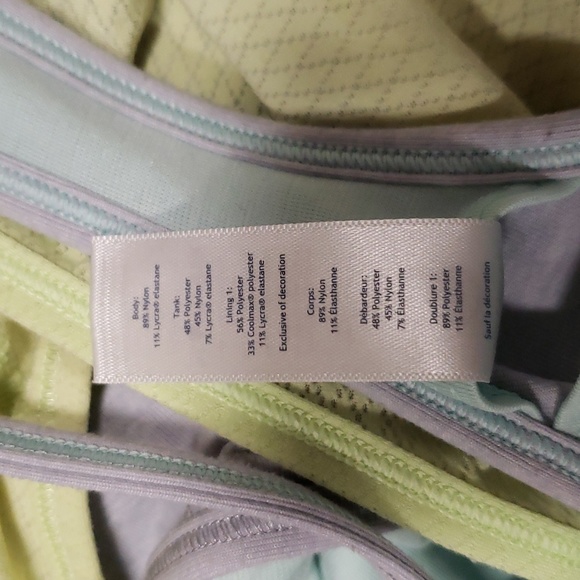 Body:
89% Nylon
11% Lycra® elastane
Tank:
48% Polyester
45% Nylon
7% Lycra® elastane
Lining 1:
56% Polyester
33% Coolmax® polyester
11% Lycra® elastane
Exclusive of decoration
Corps:
89% Nylon
11% Élasthanne
Débardeur:
48% Polyester
45% Nylon
7% Élasthanne
Doublure 1:
89% Polyester
11% Élasthanne
Sauf la décoration